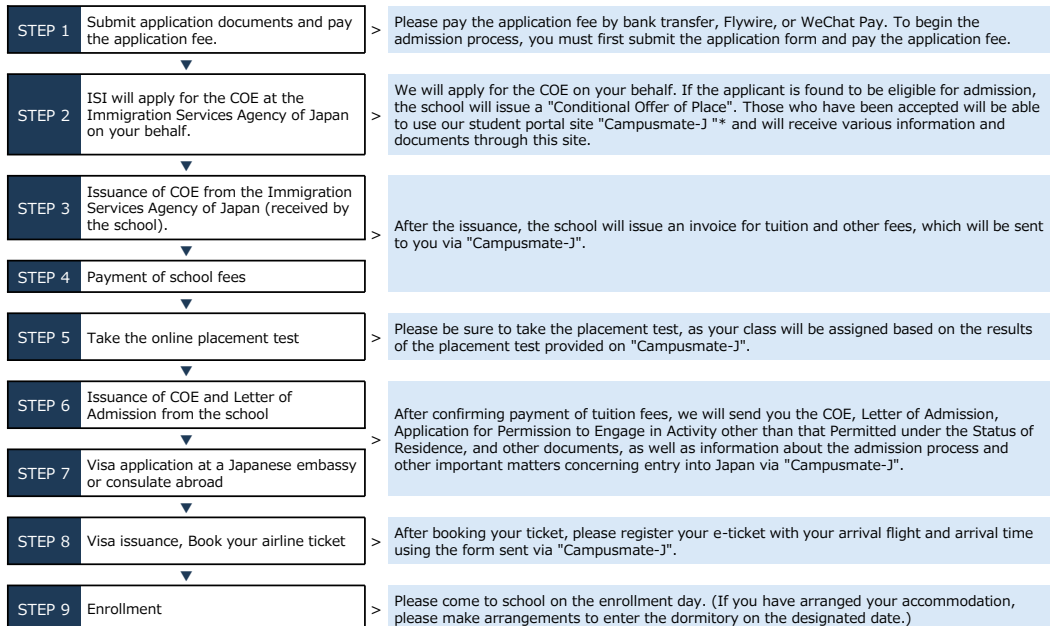 STEP 1
Submit application documents and pay
the application fee.
>
Please pay the application fee by bank transfer, Flywire, or WeChat Pay. To begin the
admission process, you must first submit the application form and pay the application fee.
▼
STEP 2
ISI will apply for the COE at the
Immigration Services Agency of Japan
on your behalf.
>
We will apply for the COE on your behalf. If the applicant is found to be eligible for admission,
the school will issue a "Conditional Offer of Place". Those who have been accepted will be able
to use our student portal site "Campusmate-J "* and will receive various information and
documents through this site.
▼
STEP 3
Issuance of COE from the Immigration
Services Agency of Japan (received by
the school).
▼
STEP 4
Payment of school fees
>
After the issuance, the school will issue an invoice for tuition and other fees, which will be sent
to you via "Campusmate-J".
▼
STEP 5
Take the online placement test
>
Please be sure to take the placement test, as your class will be assigned based on the results
of the placement test provided on "Campusmate-J".
▼
STEP 6
Issuance of COE and Letter of
Admission from the school
▼
STEP 7
Visa application at a Japanese embassy
or consulate abroad
>
After confirming payment of tuition fees, we will send you the COE, Letter of Admission,
Application for Permission to Engage in Activity other than that Permitted under the Status of
Residence, and other documents, as well as information about the admission process and
other important matters concerning entry into Japan via "Campusmate-J".
▼
STEP 8
Visa issuance, Book your airline ticket
>
After booking your ticket, please register your e-ticket with your arrival flight and arrival time
using the form sent via "Campusmate-J".
▼
STEP 9
Enrollment
>
Please come to school on the enrollment day. (If you have arranged your accommodation,
please make arrangements to enter the dormitory on the designated date.)